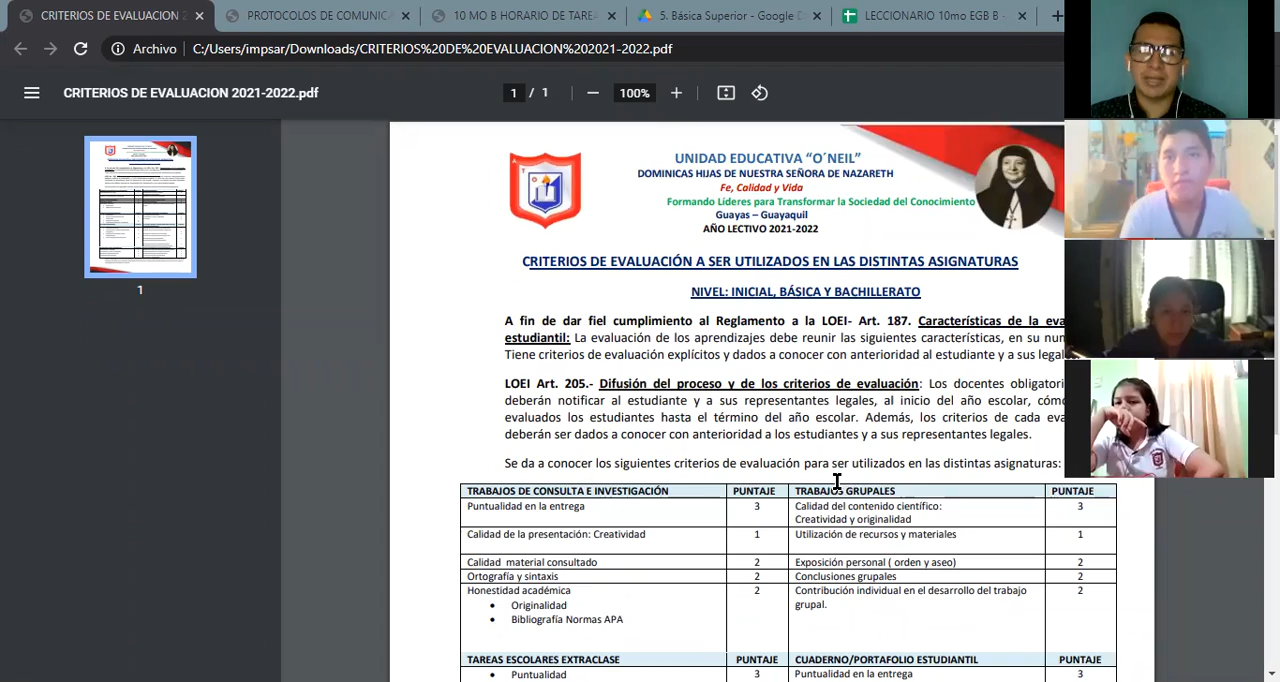 CRITERIOS DE EVALUACION 2
PROTOCOLOS DE COMUNICA
10 MO B HORARIO DE TAREA
5. Básica Superior - Google D
LECCIONARIO 10mo EGB B -
Archivo
C:/Users/impsar/Downloads/CRITERIOS%20DE%20EVALUACION%202021-2022.pdf
CRITERIOS DE EVALUACION 2021-2022.pdf
1 / 1
100%
1
UNIDAD EDUCATIVA “O´NEIL”
DOMINICAS HIJAS DE NUESTRA SEÑORA DE NAZARETH
Fe, Calidad y Vida
Formando Líderes para Transformar la Sociedad del Conocimiento
Guayas – Guayaquil
AÑO LECTIVO 2021-2022
CRITERIOS DE EVALUACIÓN A SER UTILIZADOS EN LAS DISTINTAS ASIGNATURAS
NIVEL: INICIAL, BÁSICA Y BACHILLERATO
A fin de dar fiel cumplimiento al Reglamento a la LOEI- Art. 187. Características de la eva
estudiantil: La evaluación de los aprendizajes debe reunir las siguientes características, en su nun
Tiene criterios de evaluación explícitos y dados a conocer con anterioridad al estudiante y a sus legal
LOEI Art. 205.- Difusión del proceso y de los criterios de evaluación: Los docentes obligatori
deberán notificar al estudiante y a sus representantes legales, al inicio del año escolar, cómo
evaluados los estudiantes hasta el término del año escolar. Además, los criterios de cada eva
deberán ser dados a conocer con anterioridad a los estudiantes y a sus representantes legales.
Se da a conocer los siguientes criterios de evaluación para ser utilizados en las distintas asignaturas:
TRABAJOS DE CONSULTA E INVESTIGACIÓN PUNTAJE TRABAJOS GRUPALES PUNTAJE
Puntualidad en la entrega 3 Calidad del contenido científico: 3
Creatividad y originalidad
Calidad de la presentación: Creatividad 1 Utilización de recursos y materiales 1
Calidad material consultado 2 Exposición personal ( orden y aseo) 2
Ortografía y sintaxis 2 Conclusiones grupales 2
Honestidad académica 2 Contribución individual en el desarrollo del trabajo 2
• Originalidad grupal.
• Bibliografía Normas APA
TAREAS ESCOLARES EXTRACLASE PUNTAJE CUADERNO/PORTAFOLIO ESTUDIANTIL PUNTAJE
• Puntualidad 3 Puntualidad en la entrega 3